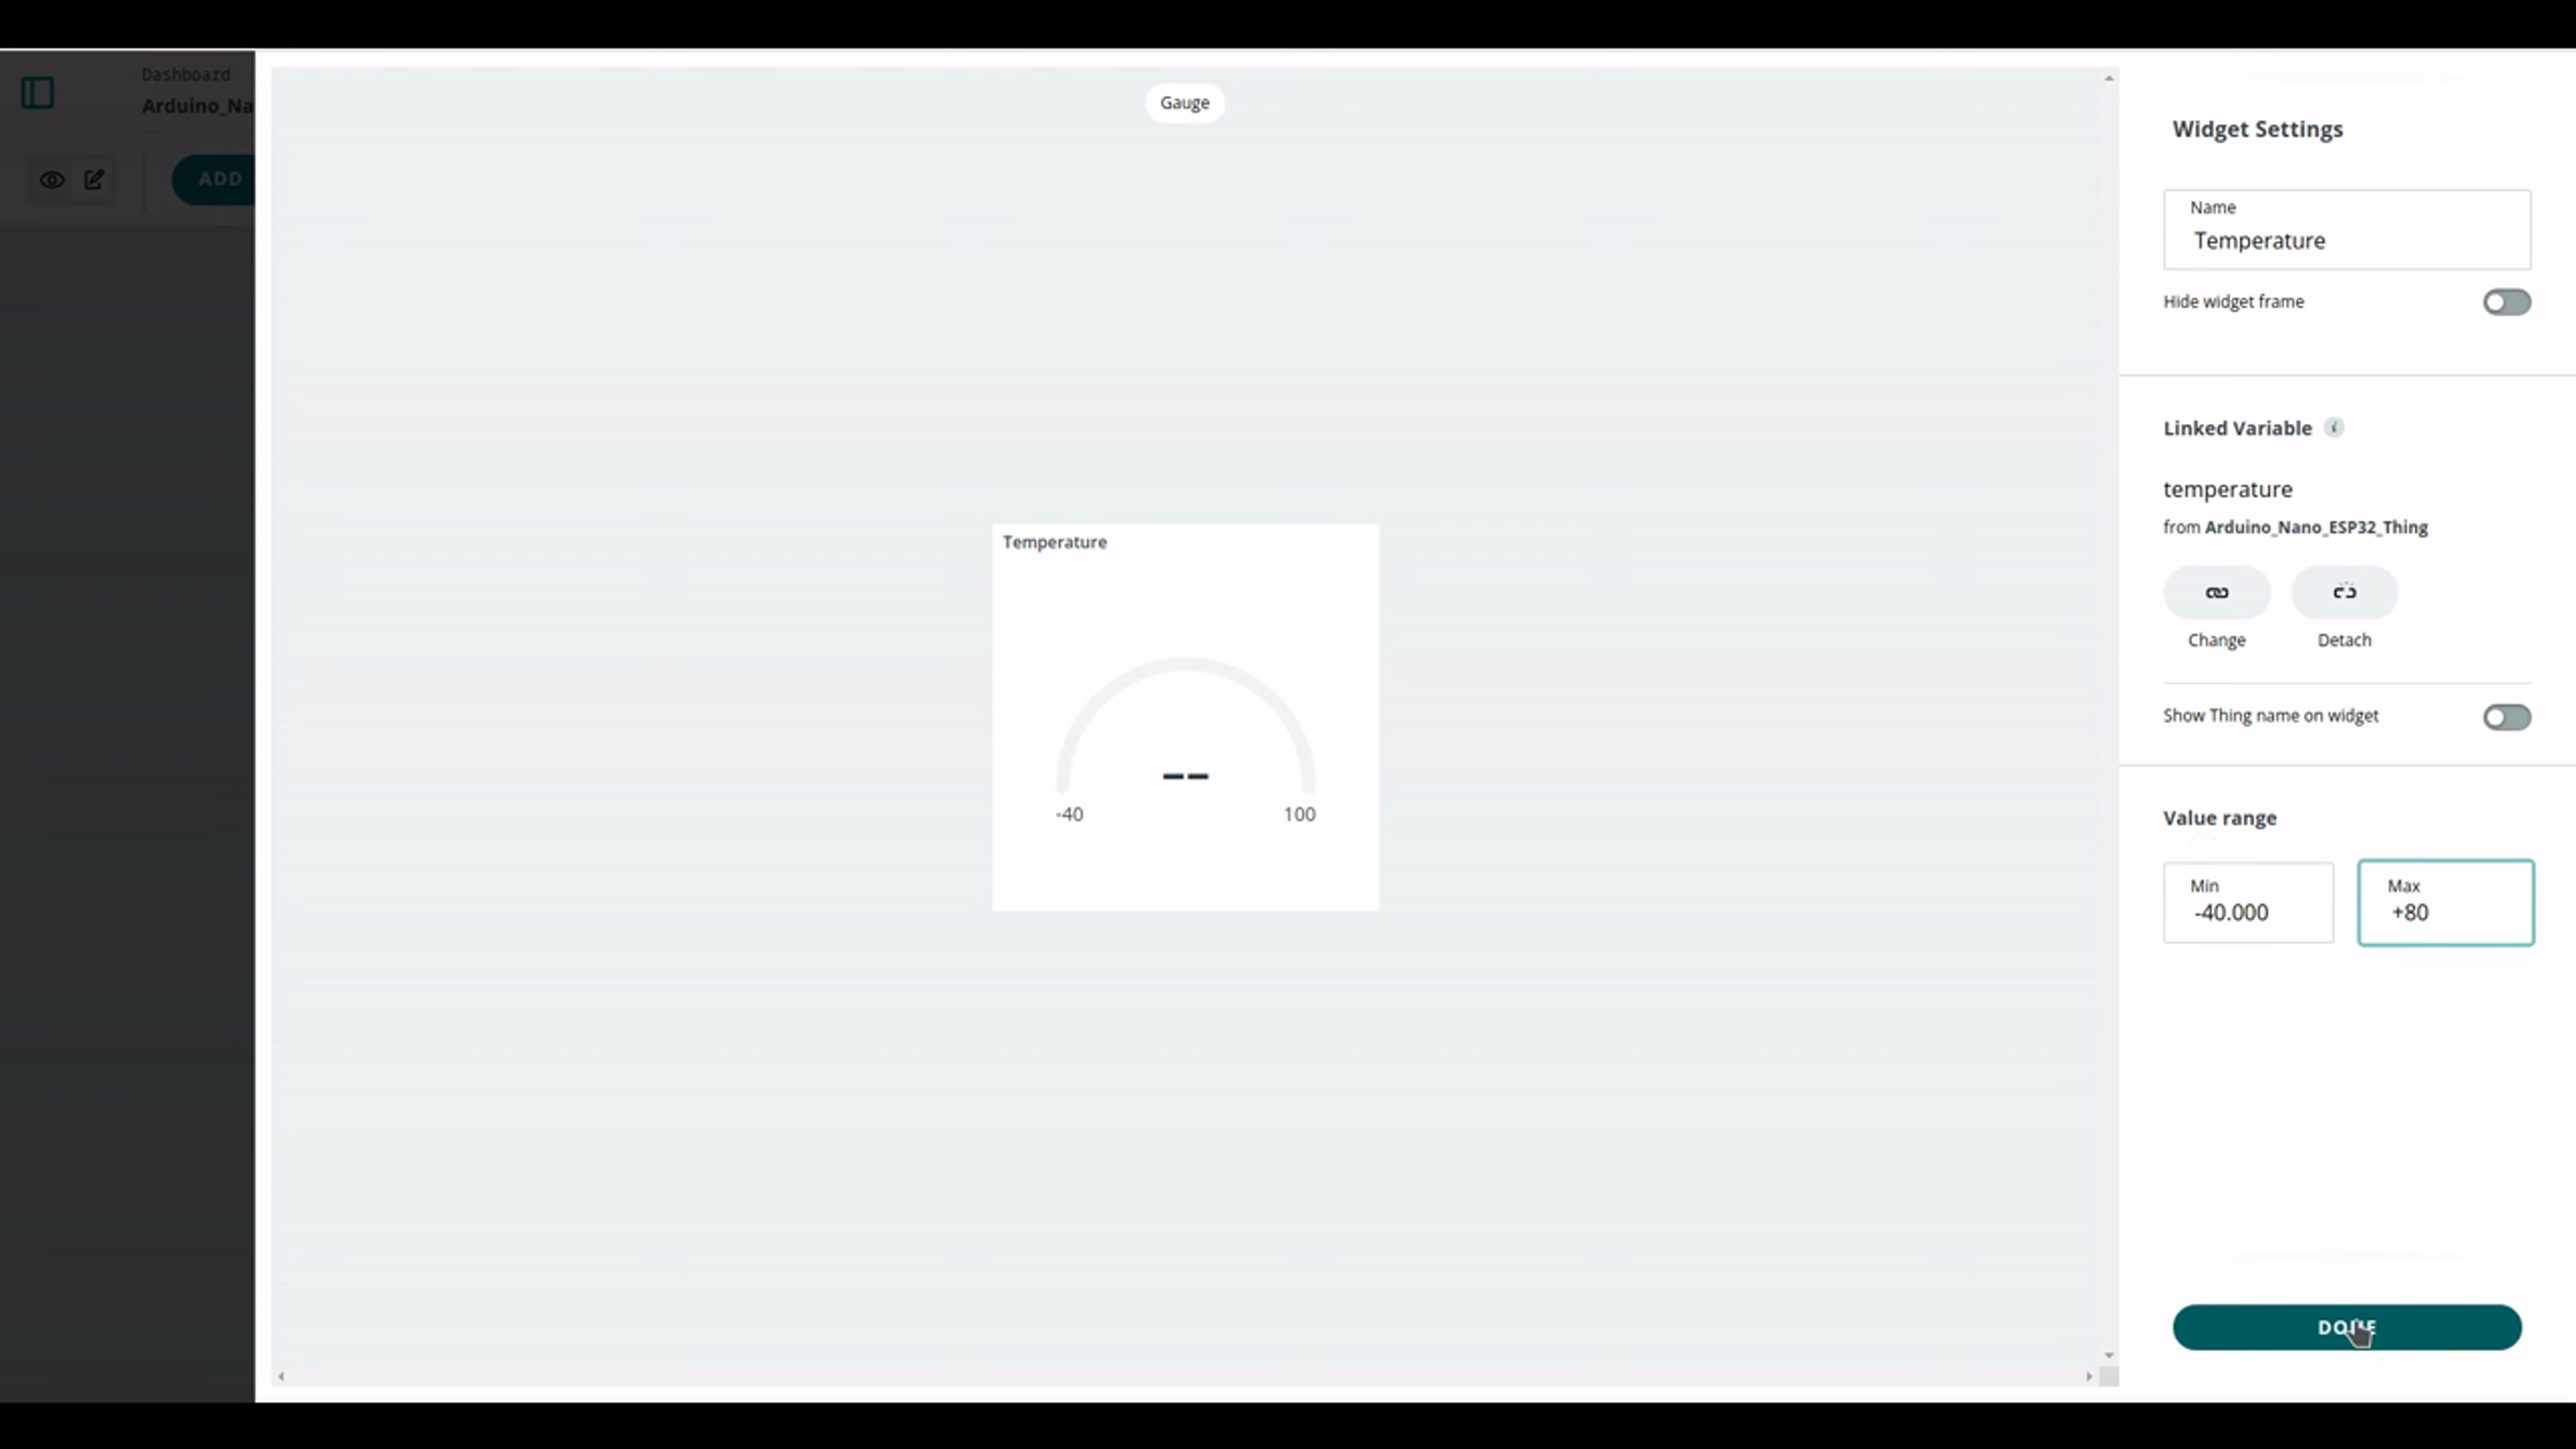 Dashboard
Arduino_Na
ADD
Gauge
Temperature
--
-40
100
Widget Settings
Name
Temperature
Hide widget frame
Linked Variable i
temperature
from Arduino_Nano_ESP32_Thing
Change Detach
Show Thing name on widget
Value range
Min
-40.000
Max
+80
DONE